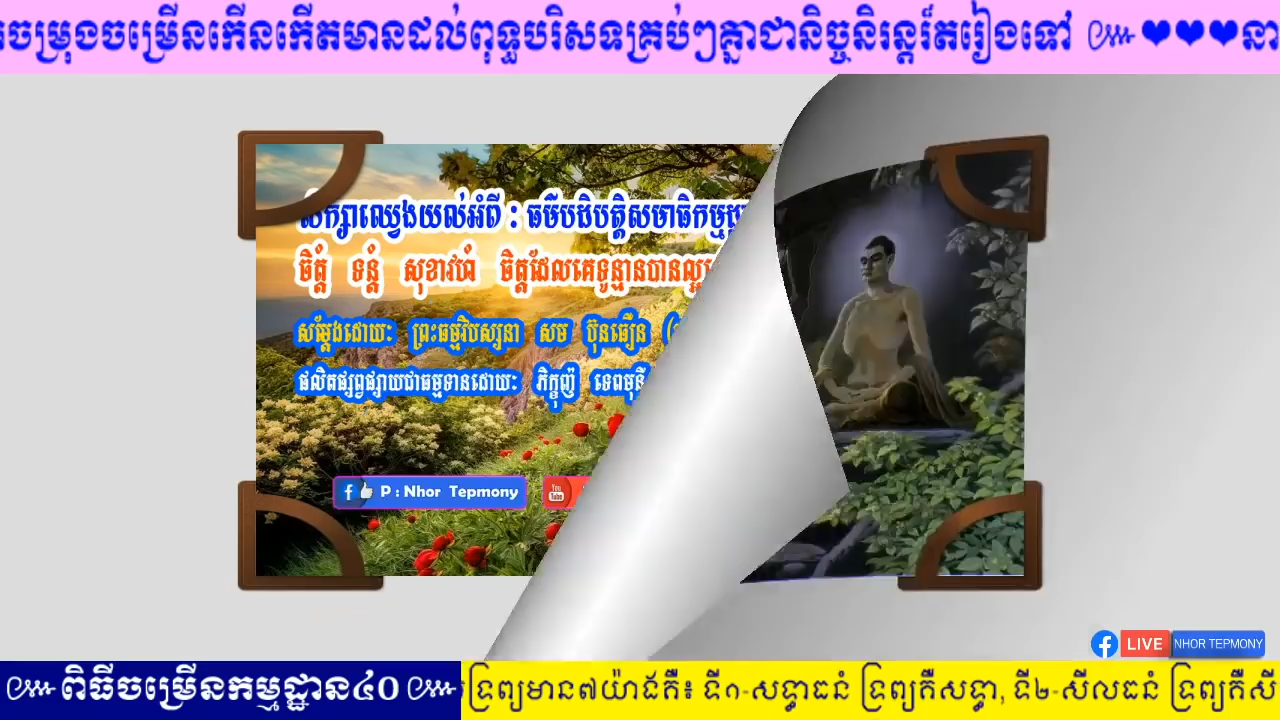 ចម្រុងចម្រើនកើនកើតមានដល់ពុទ្ធបរិសទគ្រប់ៗគ្នាជានិច្ចនិរន្តរ៍តរៀងទៅ ❤❤❤
សិក្សាឈ្វេងយល់អំពី : ធម៌បដិបត្តិសមាធិកម្មដ្ឋា
ចិត្តំ ទន្តំ សុខាវហំ ចិត្តដែលគេទូន្មានបានល្អ
សម្តែងដោយ: ព្រះធម្មវិបស្សនា សម ប៊ុនធឿន
ផលិតផ្សព្វផ្សាយជាធម្មទានដោយ: ភិក្ខុញ៉ ទេពមុនី
P : Nhor Tepmony
You Tube
LIVE NHOR TEPMONY
ពិធីចម្រើនកម្មដ្ឋាន៤០
ទ្រព្យមាន៧យ៉ាងគឺ៖ ទី១-សទ្ធាធនំ ទ្រព្យគឺសទ្ធា, ទី២-សីលធនំ ទ្រព្យគឺសី